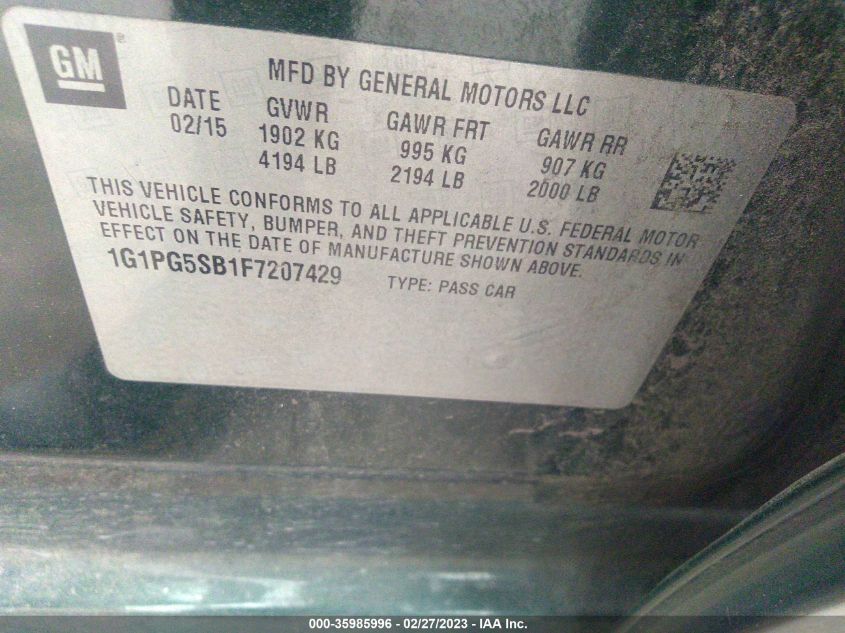 GM®
MFD BY GENERAL MOTORS LLC
DATE GVWR GAWR FRT GAWR RR
02/15 1902 KG 995 KG 907 KG
4194 LB 2194 LB 2000 LB
THIS VEHICLE CONFORMS TO ALL APPLICABLE U.S. FEDERAL MOTOR
VEHICLE SAFETY, BUMPER, AND THEFT PREVENTION STANDARDS IN
EFFECT ON THE DATE OF MANUFACTURE SHOWN ABOVE.
1G1PG5SB1F7207429 TYPE: PASS CAR
000-35985996 - 02/27/2023 - IAA Inc.